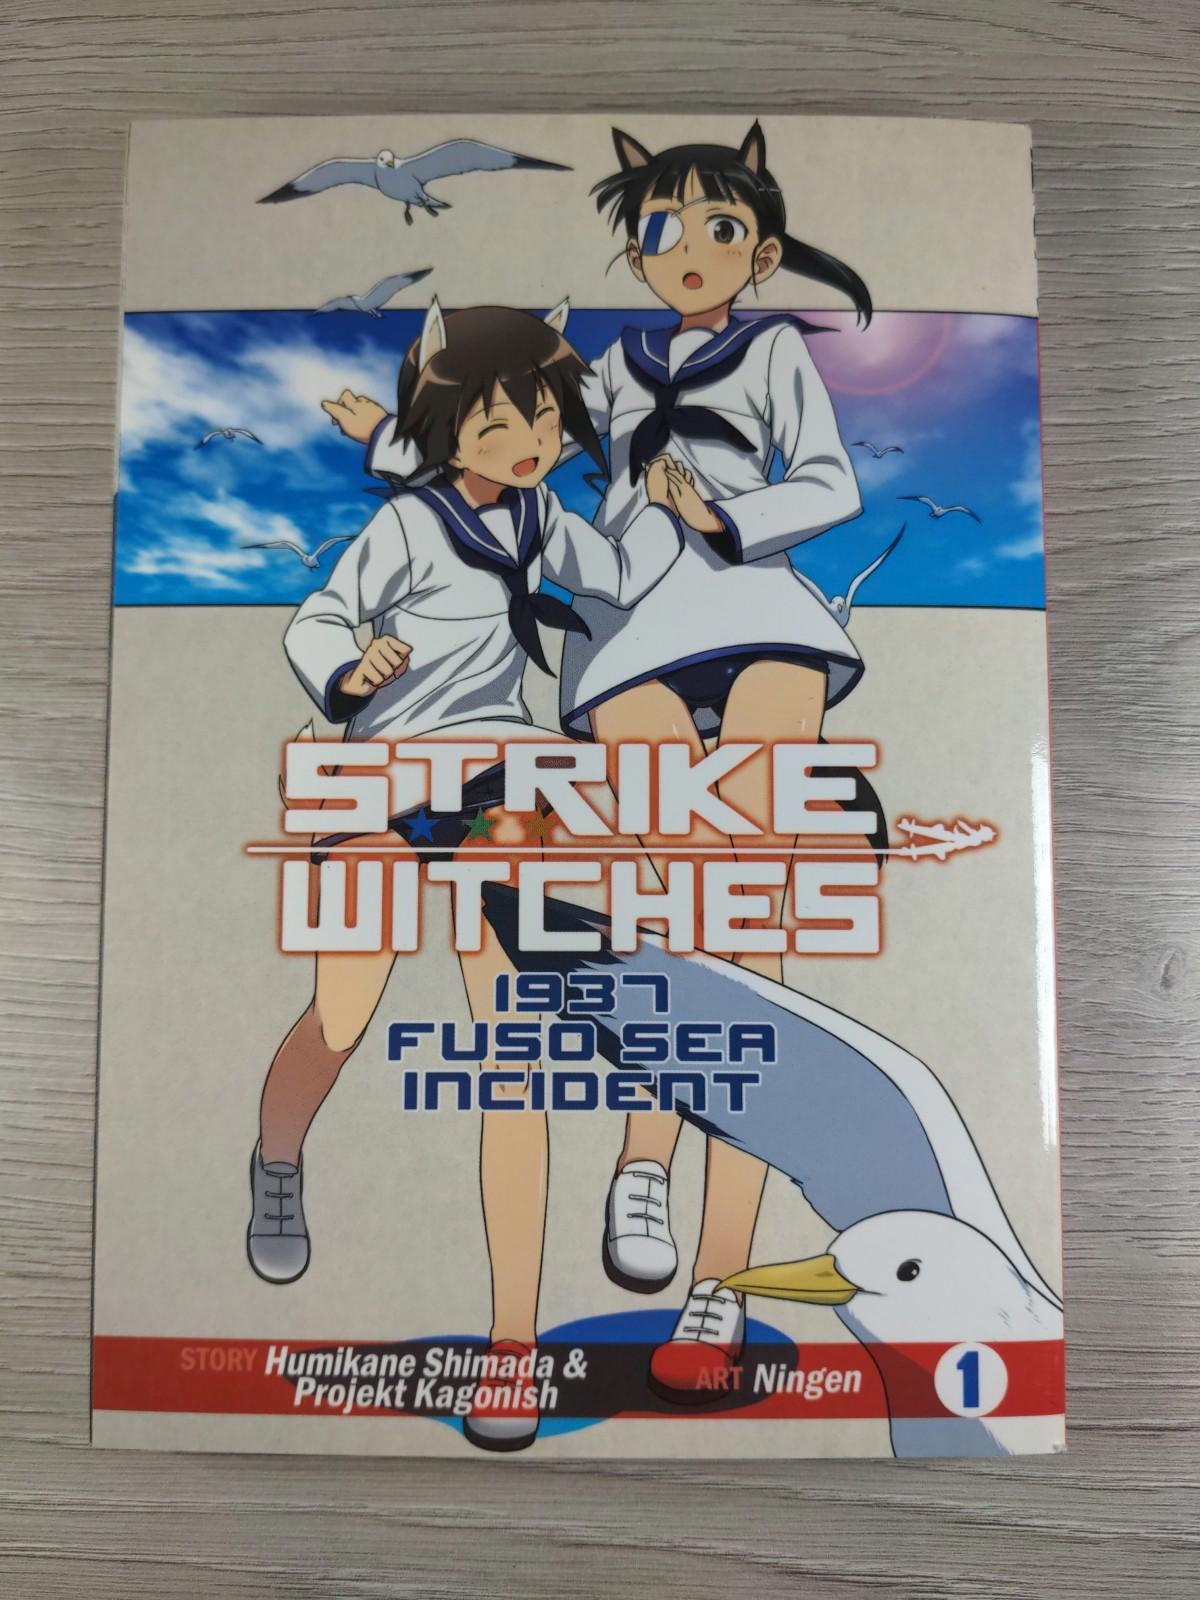 STRIKE
WITCHES
1937
FUSO SEA
INCIDENT
STORY Humikane Shimada &
Projekt Kagonish
ART Ningen
1